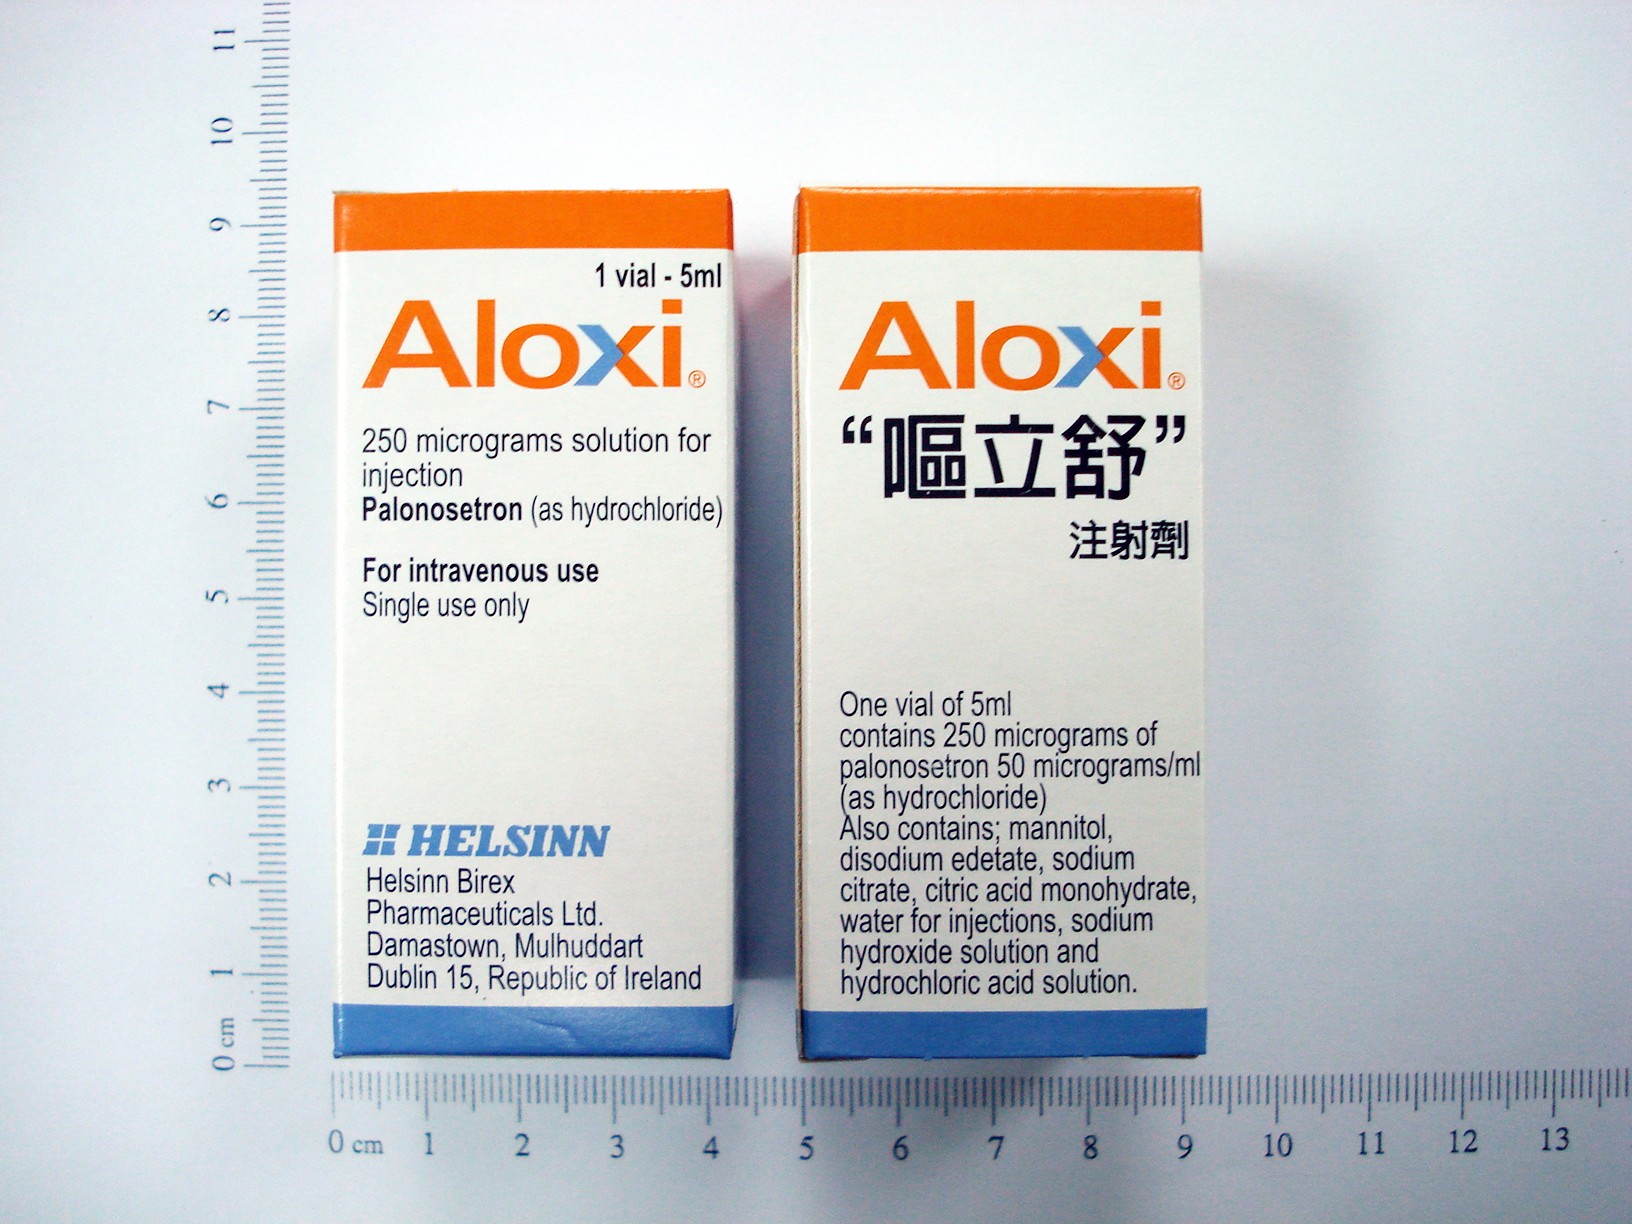 11
10
9
8
7
6
5
4
3
2
1
0 cm
1 vial - 5ml
Aloxi®
250 micrograms solution for
injection
Palonosetron (as hydrochloride)
For intravenous use
Single use only
HELSINN
Helsinn Birex
Pharmaceuticals Ltd.
Damastown, Mulhuddart
Dublin 15, Republic of Ireland
Aloxi®
“嘔立舒”
注射劑
One vial of 5ml
contains 250 micrograms of
palonosetron 50 micrograms/ml
(as hydrochloride)
Also contains; mannitol,
disodium edetate, sodium
citrate, citric acid monohydrate,
water for injections, sodium
hydroxide solution and
hydrochloric acid solution.
0 cm 1 2 3 4 5 6 7 8 9 10 11 12 13